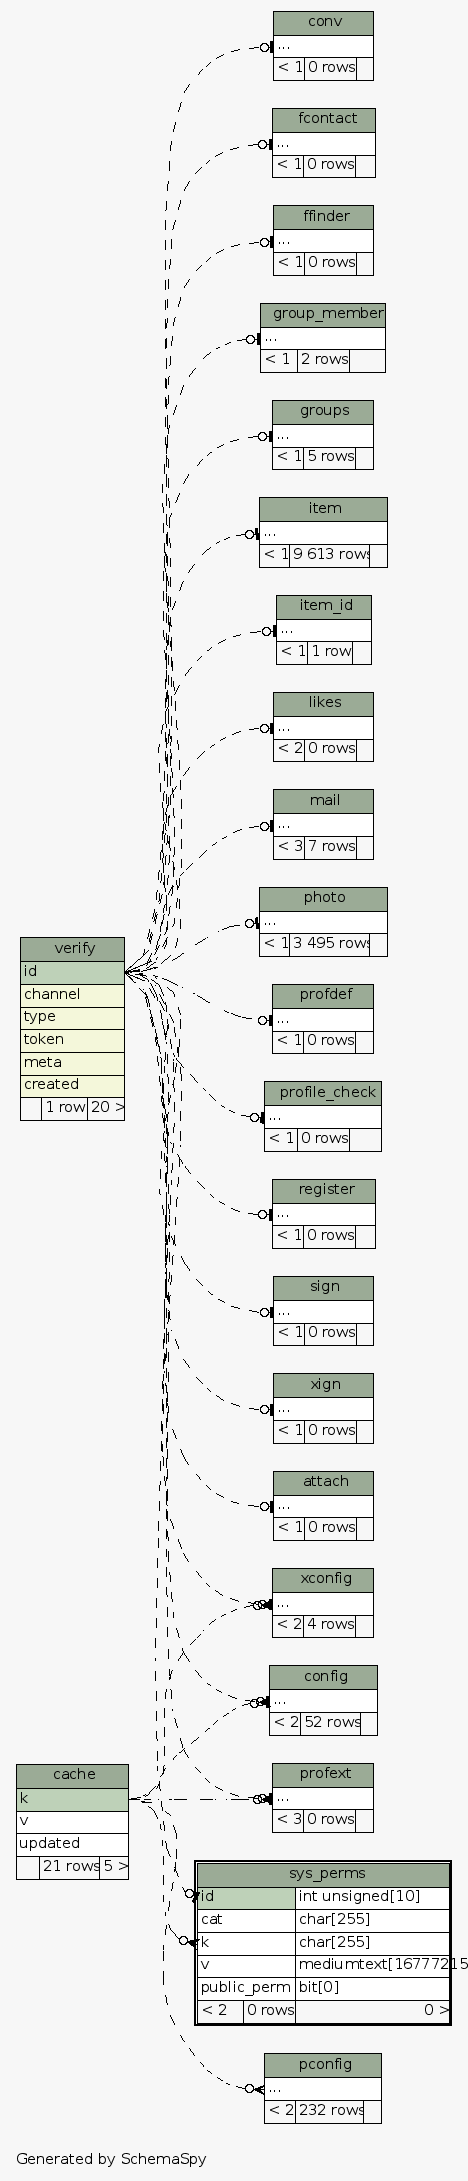 conv
...
< 1 0 rows
fcontact
...
< 1 0 rows
ffinder
...
< 1 0 rows
group_member
...
< 1 2 rows
groups
...
< 1 5 rows
item
...
< 1 9 613 rows
item_id
...
< 1 1 row
likes
...
< 2 0 rows
mail
...
< 3 7 rows
photo
...
< 1 3 495 rows
verify
id
channel
type
token
meta
created
1 row 20 >
profdef
...
< 1 0 rows
profile_check
...
< 1 0 rows
register
...
< 1 0 rows
sign
...
< 1 0 rows
xign
...
< 1 0 rows
attach
...
< 1 0 rows
xconfig
...
< 2 4 rows
config
...
< 2 52 rows
cache
k
v
updated
21 rows 5 >
profext
...
< 3 0 rows
sys_perms
id int unsigned[10]
cat char[255]
k char[255]
v mediumtext[16777215
public_perm bit[0]
< 2 0 rows 0 >
pconfig
...
< 2 232 rows
Generated by SchemaSpy